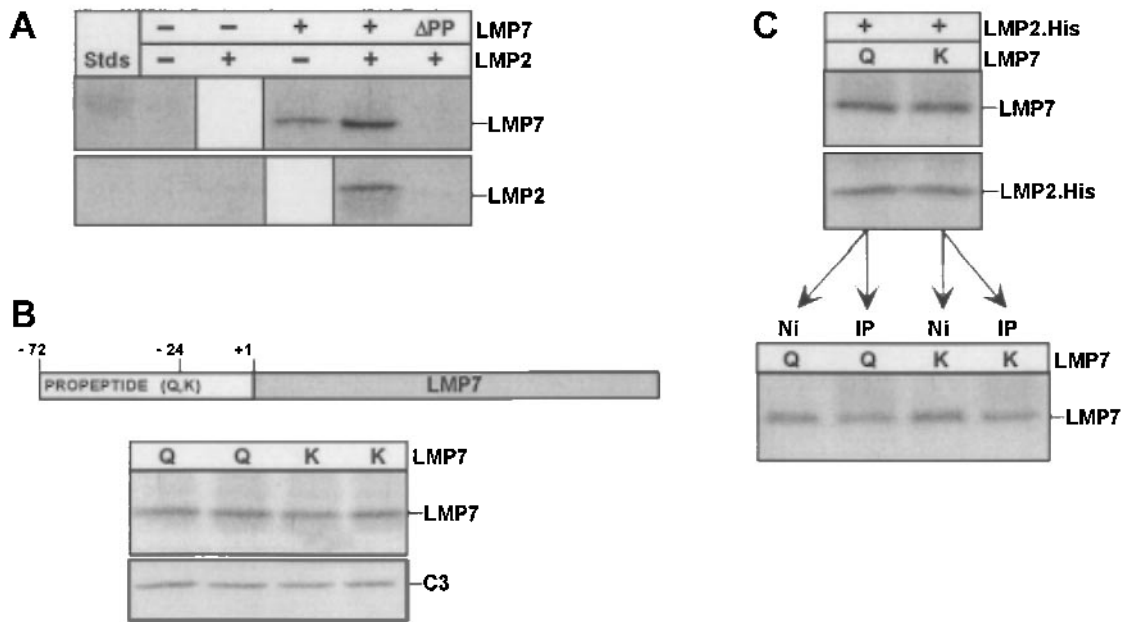 A
– – + + ΔPP LMP7
Stds – + – + + LMP2
LMP7
LMP2
B
- 72 - 24 +1
PROPEPTIDE (Q,K) LMP7
Q Q K K LMP7
LMP7
C3
C
+ + LMP2.His
Q K LMP7
LMP7
LMP2.His
Ni IP Ni IP
Q Q K K LMP7
LMP7